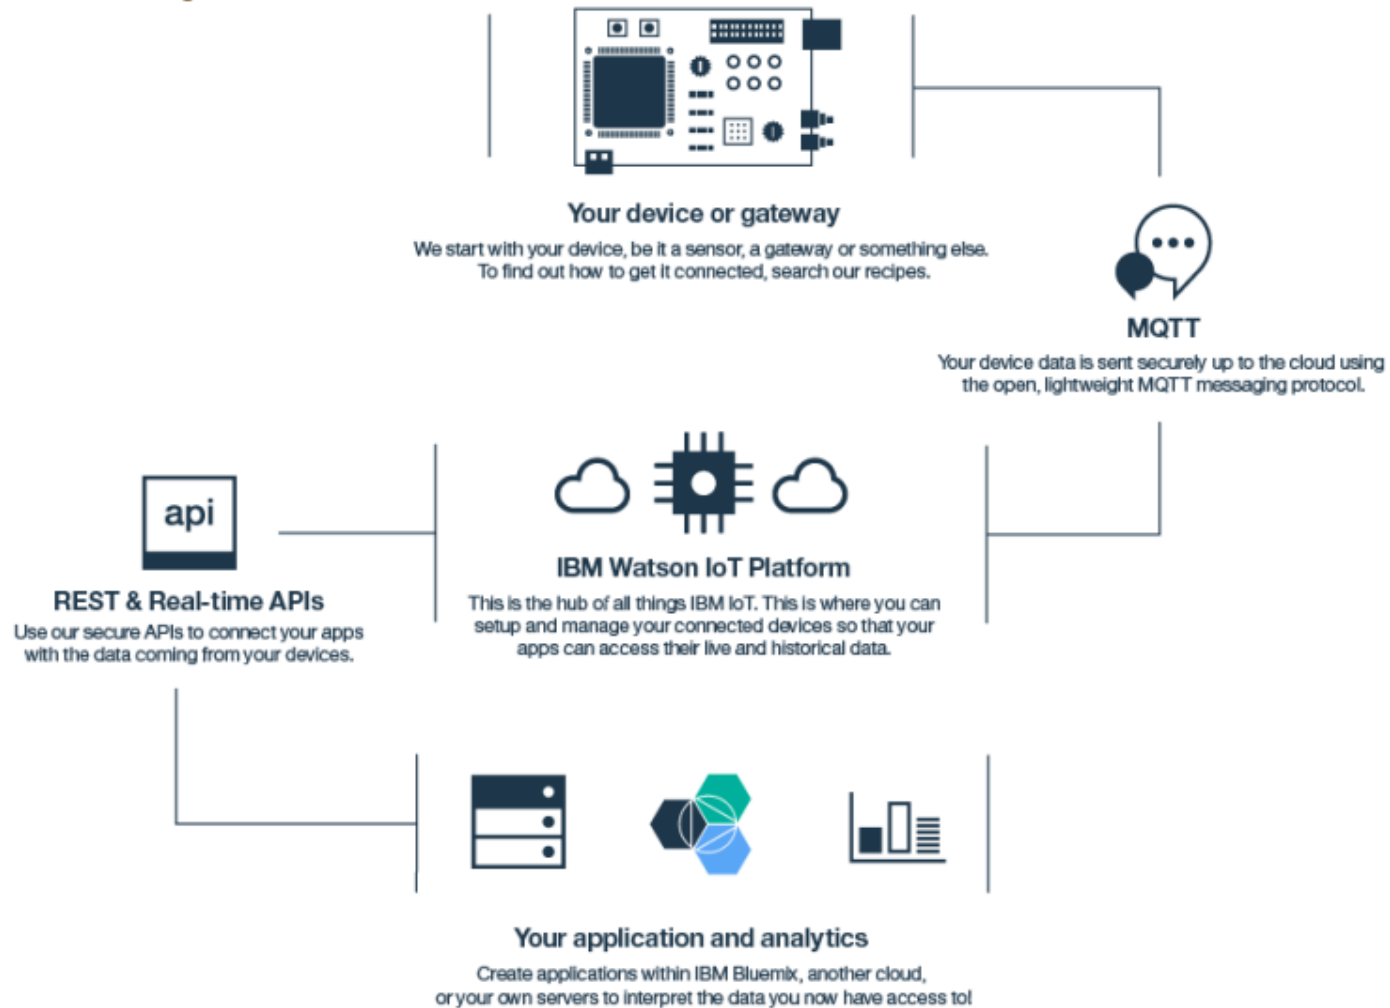 Your device or gateway
We start with your device, be it a sensor, a gateway or something else.
To find out how to get it connected, search our recipes.
MQTT
Your device data is sent securely up to the cloud using
the open, lightweight MQTT messaging protocol.
api
REST & Real-time APIs
Use our secure APIs to connect your apps
with the data coming from your devices.
IBM Watson IoT Platform
This is the hub of all things IBM IoT. This is where you can
setup and manage your connected devices so that your
apps can access their live and historical data.
Your application and analytics
Create applications within IBM Bluemix, another cloud,
or your own servers to interpret the data you now have access to!